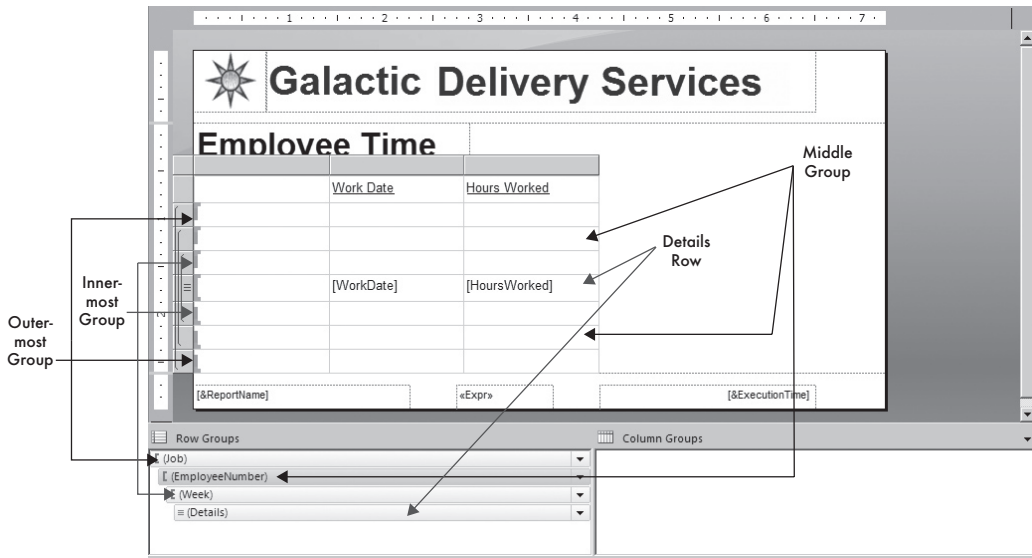 1 2 3 4 5 6 7
Galactic Delivery Services
Employee Time
Middle
Group
Work Date Hours Worked
1
Details
Row
Inner-
most
Group
[WorkDate] [HoursWorked]
Outer-
most
Group
2
[&ReportName] «Expr» [&ExecutionTime]
Row Groups Column Groups
(Job)
(EmployeeNumber)
(Week)
(Details)